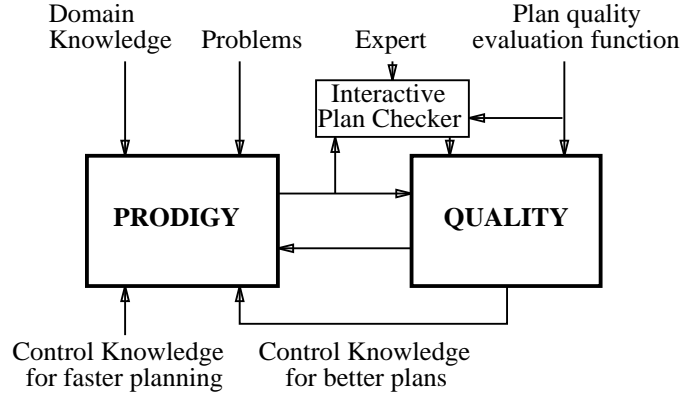 Domain
Knowledge
Problems
Expert
Plan quality
evaluation function
Interactive
Plan Checker
PRODIGY
QUALITY
Control Knowledge
for faster planning
Control Knowledge
for better plans